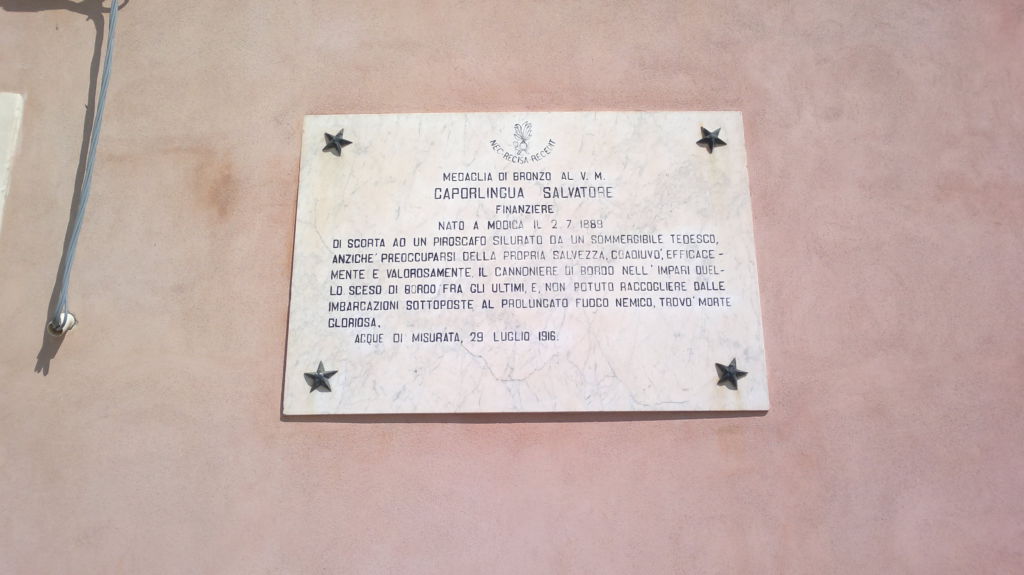 NEC·RECISA·RECEDIT
MEDAGLIA DI BRONZO AL V. M.
CAPORLINGUA SALVATORE
FINANZIERE
NATO A MODICA IL 2.7.1889
DI SCORTA AD UN PIROSCAFO SILURATO DA UN SOMMERSIBILE TEDESCO,
ANZICHE' PREOCCUPARSI DELLA PROPRIA SALVEZZA, COADIUVO', EFFICACE-
MENTE E VALOROSAMENTE, IL CANNONIERE DI BORDO NELL' IMPARI DUEL-
LO SCESO DI BORDO, FRA GLI ULTIMI, E, NON POTUTO RACCOGLIERE DALLE
IMBARCAZIONI SOTTOPOSTE AL PROLUNGATO FUOCO NEMICO, TROVO' MORTE
GLORIOSA.
ACQUE DI MISURATA, 29 LUGLIO 1916.